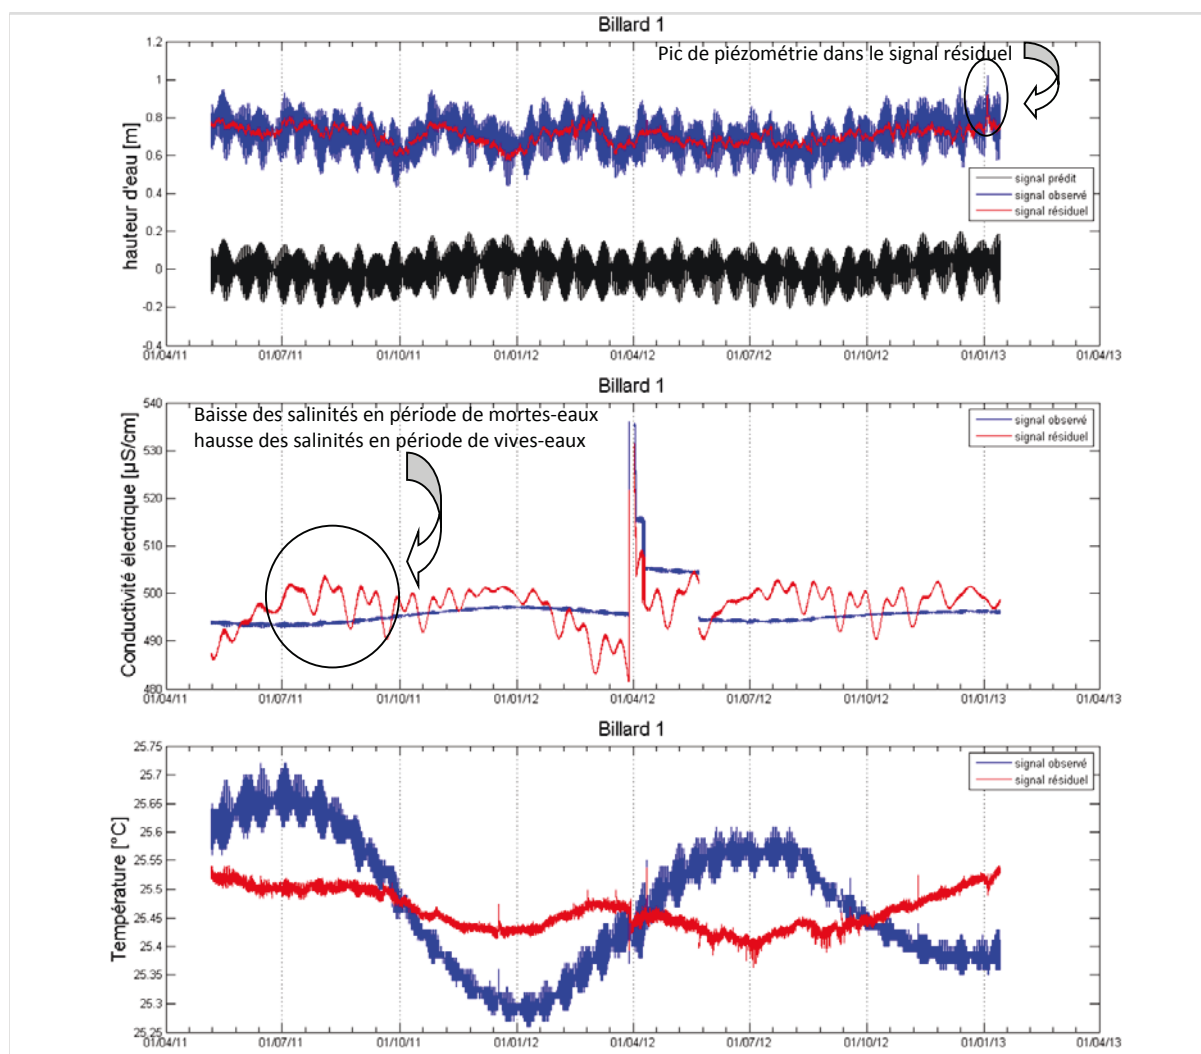 Billard 1
Pic de piézométrie dans le signal résiduel
hauteur d'eau [m]
1.2
1
0.8
0.6
0.4
0.2
0
-0.2
-0.4
signal prédit
signal observé
signal résiduel
01/04/11 01/07/11 01/10/11 01/01/12 01/04/12 01/07/12 01/10/12 01/01/13 01/04/13
Billard 1
Baisse des salinités en période de mortes-eaux
hausse des salinités en période de vives-eaux
Conductivité électrique [µS/cm]
540
530
520
510
500
490
480
signal observé
signal résiduel
01/04/11 01/07/11 01/10/11 01/01/12 01/04/12 01/07/12 01/10/12 01/01/13 01/04/13
Billard 1
Température [°C]
25.75
25.7
25.65
25.6
25.55
25.5
25.45
25.4
25.35
25.3
25.25
signal observé
signal résiduel
01/04/11 01/07/11 01/10/11 01/01/12 01/04/12 01/07/12 01/10/12 01/01/13 01/04/13